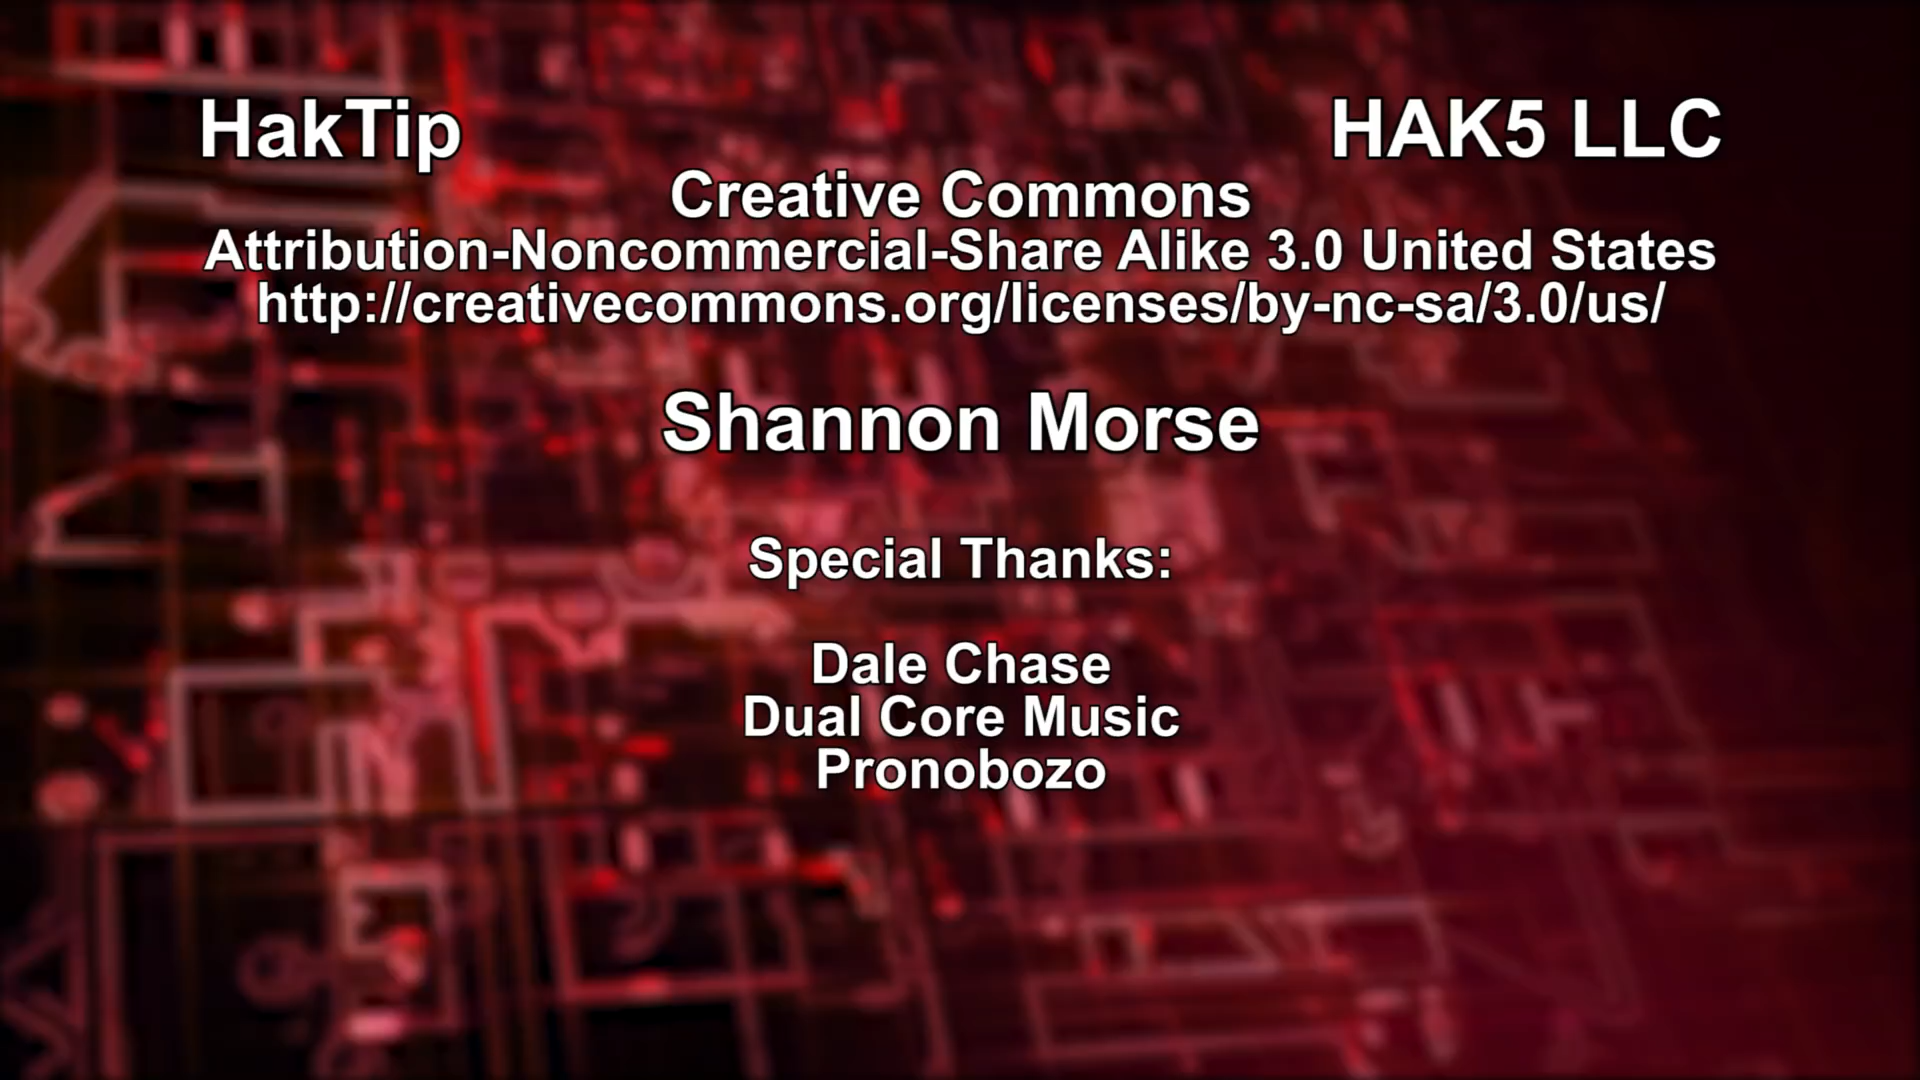 HakTip HAK5 LLC
Creative Commons
Attribution-Noncommercial-Share Alike 3.0 United States
http://creativecommons.org/licenses/by-nc-sa/3.0/us/
Shannon Morse
Special Thanks:
Dale Chase
Dual Core Music
Pronobozo